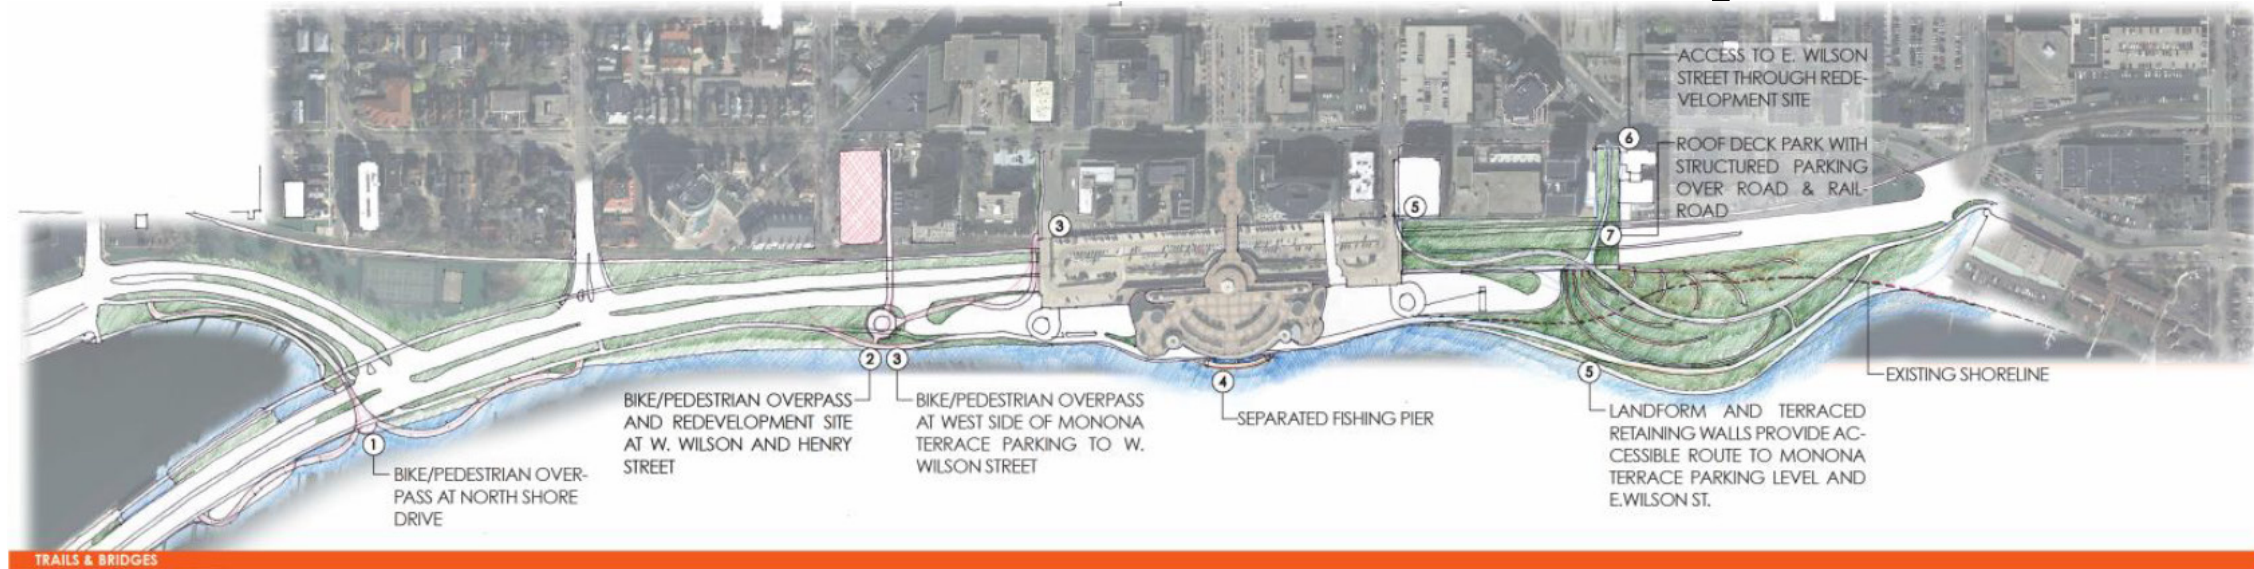 ACCESS TO E. WILSON
STREET THROUGH REDE-
VELOPMENT SITE
6
ROOF DECK PARK WITH
STRUCTURED PARKING
OVER ROAD & RAIL-
ROAD
5
3
7
2
3
4
5
1
EXISTING SHORELINE
BIKE/PEDESTRIAN OVERPASS
AND REDEVELOPMENT SITE
AT W. WILSON AND HENRY
STREET
BIKE/PEDESTRIAN OVERPASS
AT WEST SIDE OF MONONA
TERRACE PARKING TO W.
WILSON STREET
SEPARATED FISHING PIER
LANDFORM AND TERRACED
RETAINING WALLS PROVIDE AC-
CESSIBLE ROUTE TO MONONA
TERRACE PARKING LEVEL AND
E.WILSON ST.
BIKE/PEDESTRIAN OVER-
PASS AT NORTH SHORE
DRIVE
TRAILS & BRIDGES